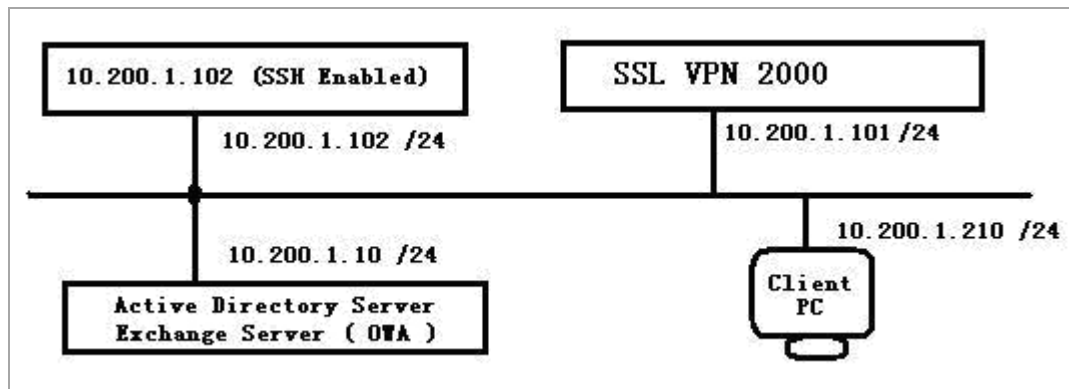 10.200.1.102 (SSH Enabled)
SSL VPN 2000
10.200.1.102 /24
10.200.1.101 /24
10.200.1.10 /24
10.200.1.210 /24
Active Directory Server
Exchange Server ( OWA )
Client
PC